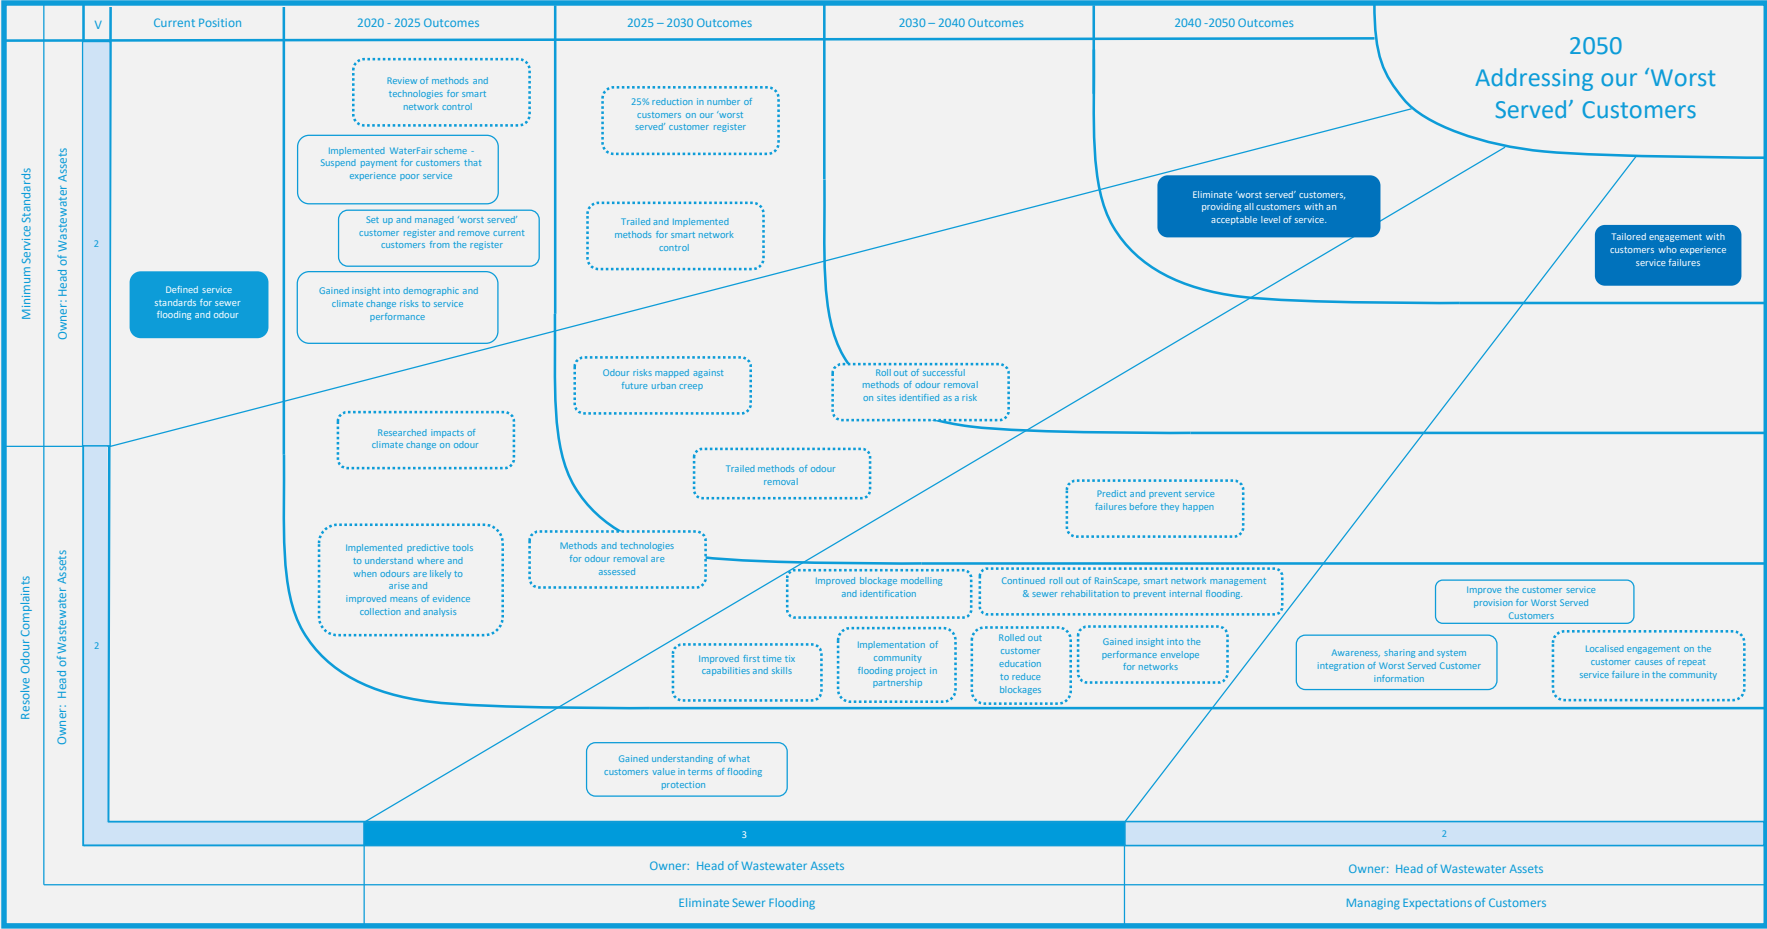 V
Current Position
2020 - 2025 Outcomes
2025 – 2030 Outcomes
2030 – 2040 Outcomes
2040 -2050 Outcomes
2050
Addressing our ‘Worst
Served’ Customers
Minimum Service Standards
Owner: Head of Wastewater Assets
2
Defined service
standards for sewer
flooding and odour
Review of methods and
technologies for smart
network control
Implemented WaterFair scheme -
Suspend payment for customers that
experience poor service
Set up and managed ‘worst served’
customer register and remove current
customers from the register
Gained insight into demographic and
climate change risks to service
performance
25% reduction in number of
customers on our ‘worst
served’ customer register
Trailed and Implemented
methods for smart network
control
Eliminate ‘worst served’ customers,
providing all customers with an
acceptable level of service.
Tailored engagement with
customers who experience
service failures
Resolve Odour Complaints
Owner: Head of Wastewater Assets
2
Researched impacts of
climate change on odour
Implemented predictive tools
to understand where and
when odours are likely to
arise and
improved means of evidence
collection and analysis
Odour risks mapped against
future urban creep
Trailed methods of odour
removal
Methods and technologies
for odour removal are
assessed
Roll out of successful
methods of odour removal
on sites identified as a risk
Predict and prevent service
failures before they happen
Improved blockage modelling
and identification
Continued roll out of RainScape, smart network management
& sewer rehabilitation to prevent internal flooding.
Improved first time tix
capabilities and skills
Implementation of
community
flooding project in
partnership
Rolled out
customer
education
to reduce
blockages
Gained insight into the
performance envelope
for networks
Gained understanding of what
customers value in terms of flooding
protection
Improve the customer service
provision for Worst Served
Customers
Awareness, sharing and system
integration of Worst Served Customer
information
Localised engagement on the
customer causes of repeat
service failure in the community
3
2
Owner: Head of Wastewater Assets
Owner: Head of Wastewater Assets
Eliminate Sewer Flooding
Managing Expectations of Customers